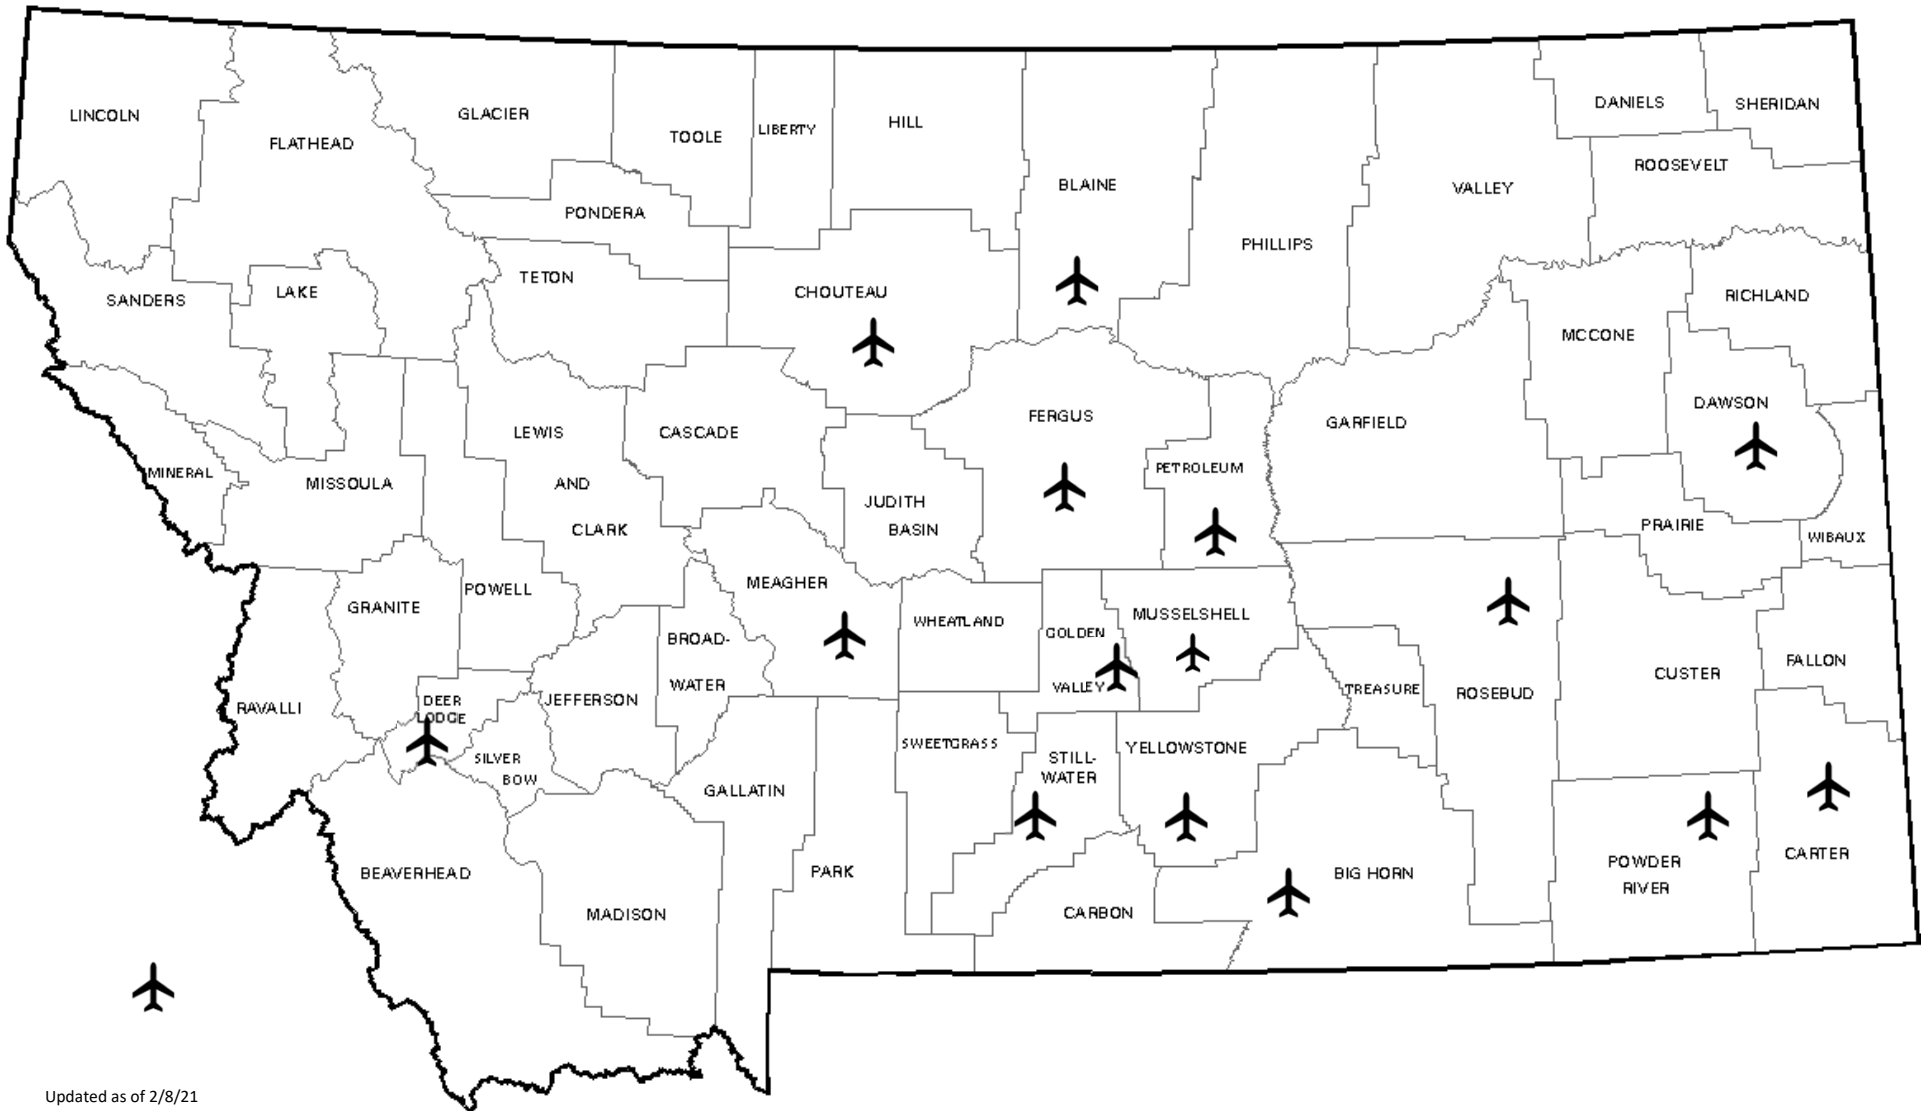 LINCOLN
FLATHEAD
GLACIER
TOOLE
LIBERTY
HILL
BLAINE
PHILLIPS
VALLEY
DANIELS
SHERIDAN
ROOSEVELT
SANDERS
LAKE
PONDERA
TETON
CHOUTEAU
MCCONE
RICHLAND
DAWSON
MINERAL
MISSOULA
LEWIS
AND
CLARK
CASCADE
JUDITH
BASIN
FERGUS
PETROLEUM
GARFIELD
PRAIRIE
WIBAUX
GRANITE
POWELL
MEAGHER
WHEATLAND
GOLDEN
VALLEY
MUSSELSHELL
TREASURE
ROSEBUD
CUSTER
FALLON
RAVALLI
DEER
LODGE
SILVER
BOW
JEFFERSON
BROAD-
WATER
GALLATIN
SWEETGRASS
STILL-
WATER
YELLOWSTONE
BEAVERHEAD
MADISON
PARK
CARBON
BIG HORN
POWDER
RIVER
CARTER
Updated as of 2/8/21